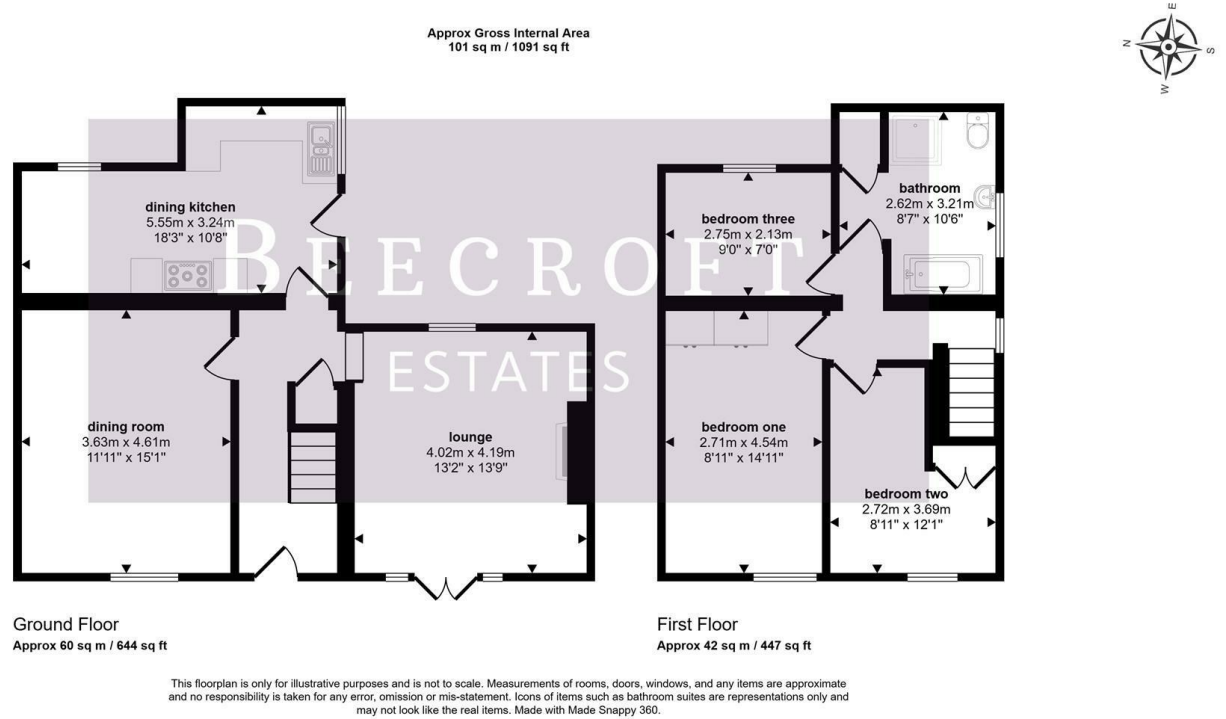 Approx Gross Internal Area
101 sq m / 1091 sq ft
E
N
S
W
dining kitchen
5.55m x 3.24m
18'3" x 10'8"
dining room
3.63m x 4.61m
11'11" x 15'1"
lounge
4.02m x 4.19m
13'2" x 13'9"
bedroom three
2.75m x 2.13m
9'0" x 7'0"
bathroom
2.62m x 3.21m
8'7" x 10'6"
bedroom one
2.71m x 4.54m
8'11" x 14'11"
bedroom two
2.72m x 3.69m
8'11" x 12'1"
BEECROFT
ESTATES
Ground Floor
Approx 60 sq m / 644 sq ft
First Floor
Approx 42 sq m / 447 sq ft
This floorplan is only for illustrative purposes and is not to scale. Measurements of rooms, doors, windows, and any items are approximate
and no responsibility is taken for any error, omission or mis-statement. Icons of items such as bathroom suites are representations only and
may not look like the real items. Made with Made Snappy 360.